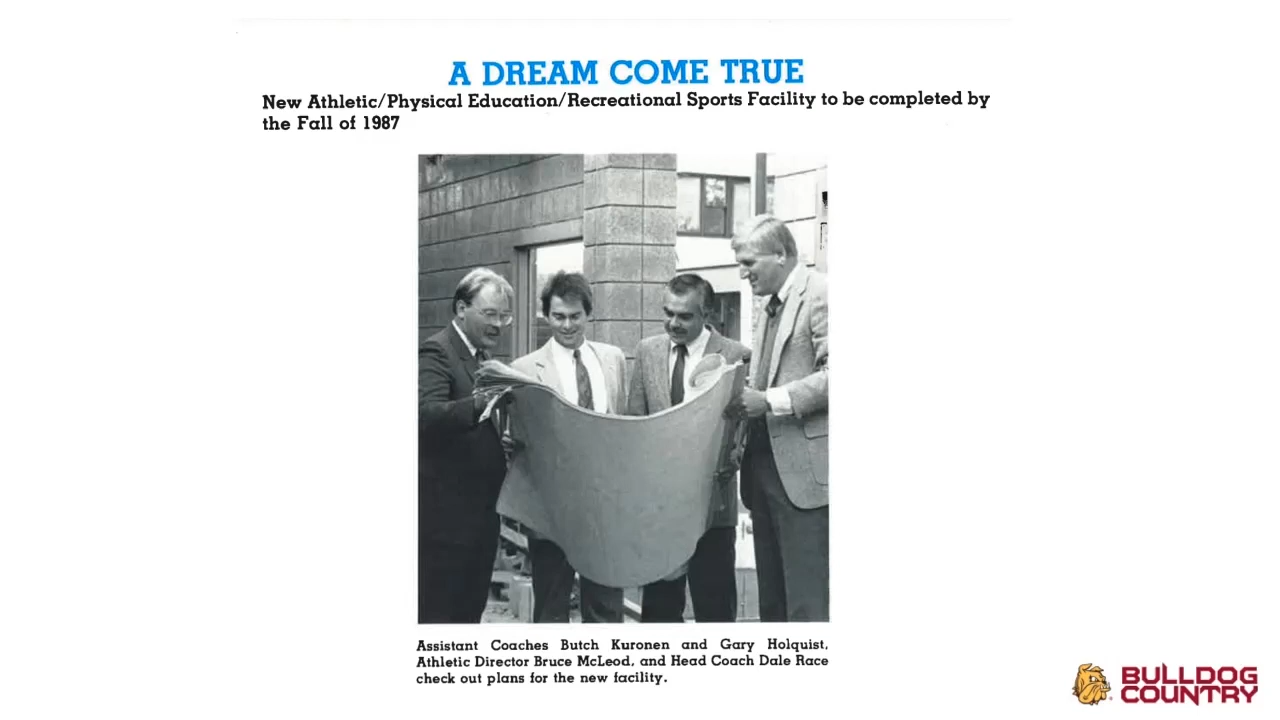 A DREAM COME TRUE
New Athletic/Physical Education/Recreational Sports Facility to be completed by
the Fall of 1987
Assistant Coaches Butch Kuronen and Gary Holquist,
Athletic Director Bruce McLeod, and Head Coach Dale Race
check out plans for the new facility.
BULLDOG
COUNTRY